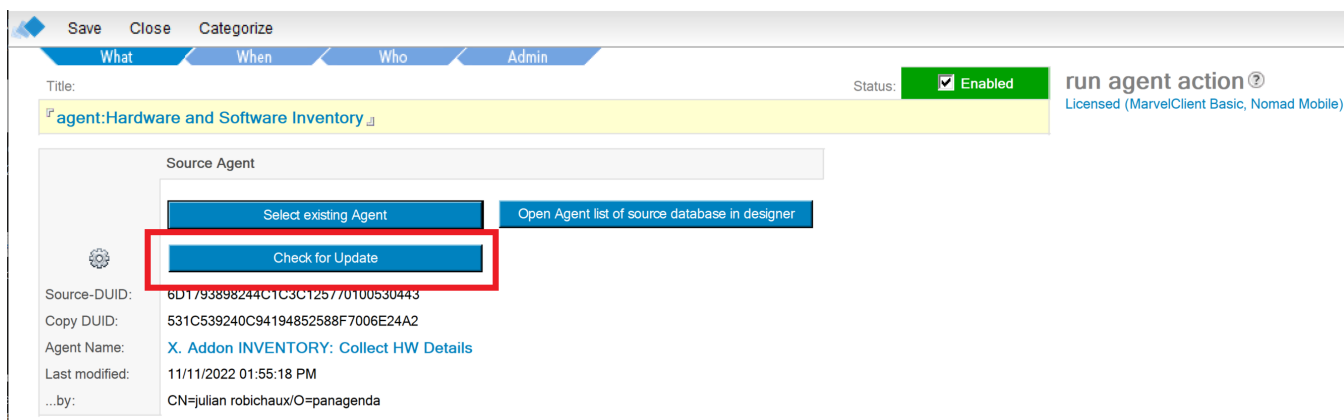 Save Close Categorize
What When Who Admin
Title: Status: Enabled
run agent action ?
Licensed (MarvelClient Basic, Nomad Mobile)
agent:Hardware and Software Inventory
Source Agent
Select existing Agent Open Agent list of source database in designer
Check for Update
Source-DUID: 6D1793898244C1C3C125770100530443
Copy DUID: 531C539240C94194852588F7006E24A2
Agent Name: X. Addon INVENTORY: Collect HW Details
Last modified: 11/11/2022 01:55:18 PM
...by: CN=julian robichaux/O=panagenda